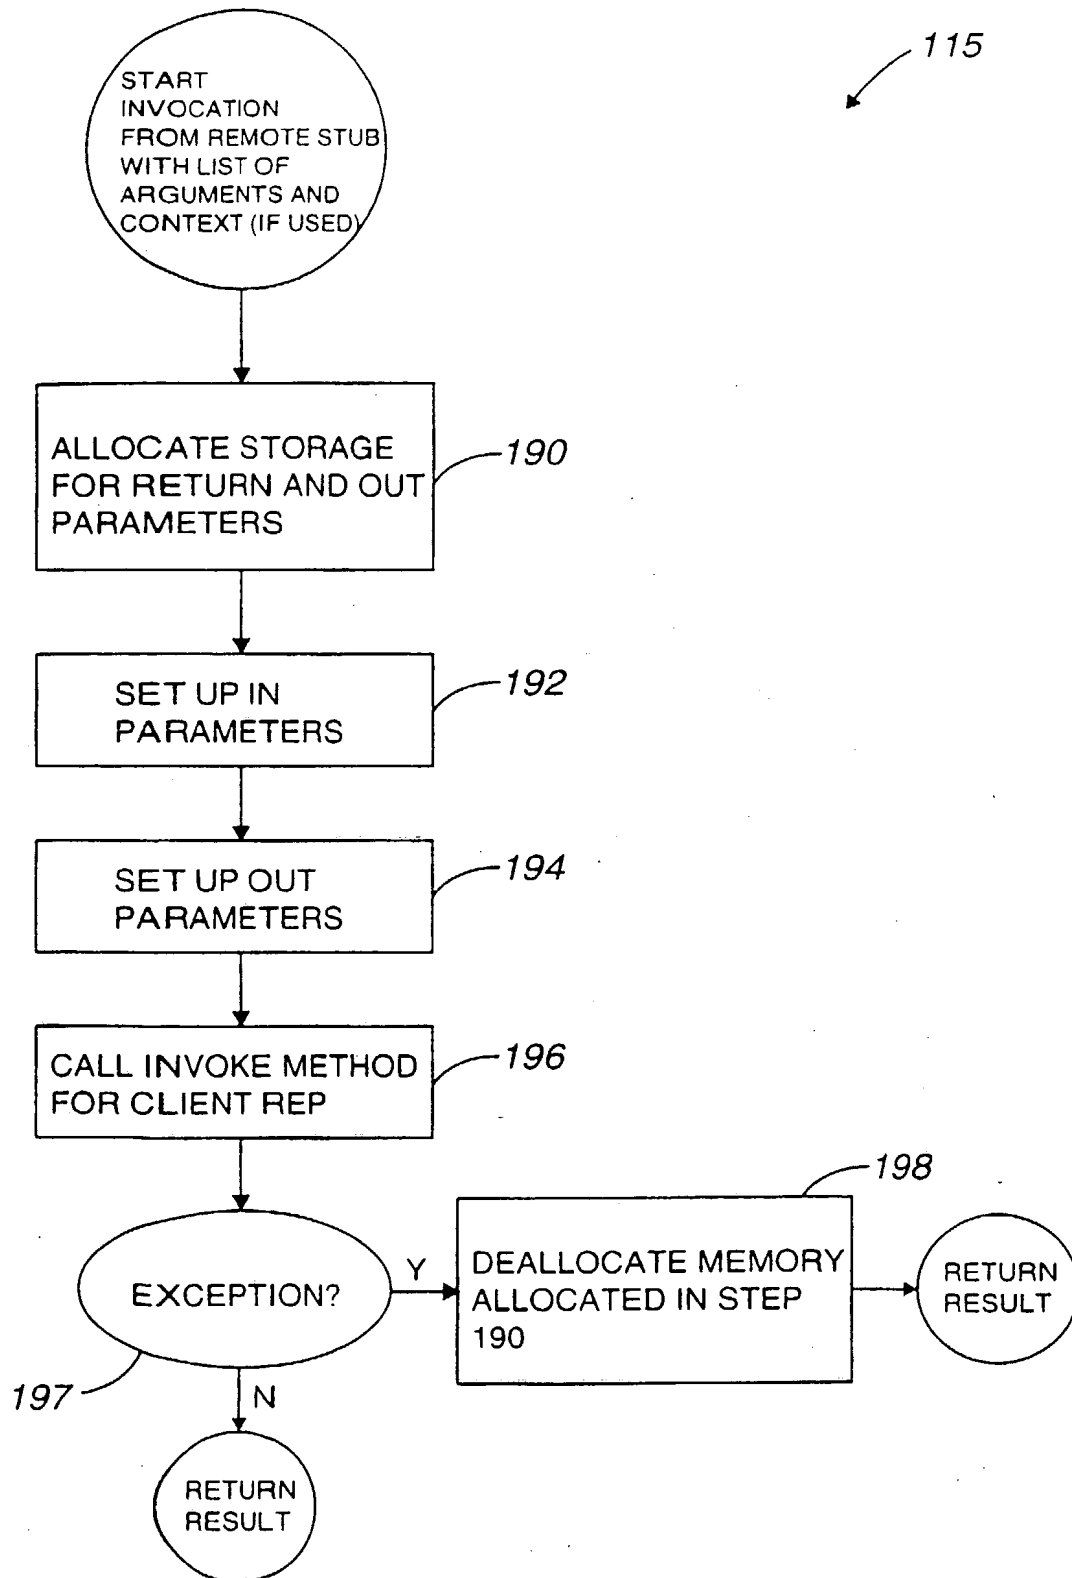 115
START
INVOCATION
FROM REMOTE STUB
WITH LIST OF
ARGUMENTS AND
CONTEXT (IF USED)
ALLOCATE STORAGE
FOR RETURN AND OUT
PARAMETERS
190
SET UP IN
PARAMETERS
192
SET UP OUT
PARAMETERS
194
CALL INVOKE METHOD
FOR CLIENT REP
196
EXCEPTION?
197
Y
N
198
DEALLOCATE MEMORY
ALLOCATED IN STEP
190
RETURN
RESULT
RETURN
RESULT